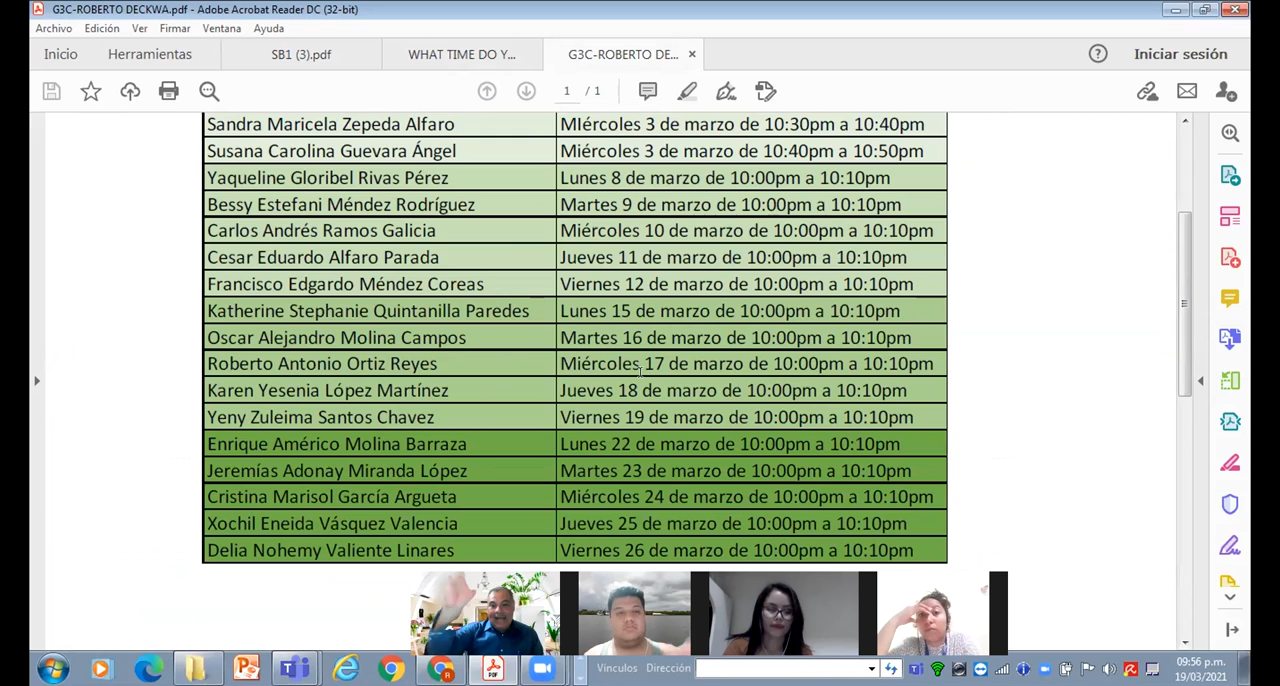 G3C-ROBERTO DECKWA.pdf - Adobe Acrobat Reader DC (32-bit)
Archivo Edición Ver Firmar Ventana Ayuda
Inicio Herramientas SB1 (3).pdf WHAT TIME DO Y... G3C-ROBERTO DE... × Iniciar sesión
1 / 1
Sandra Maricela Zepeda Alfaro MIércoles 3 de marzo de 10:30pm a 10:40pm
Susana Carolina Guevara Ángel Miércoles 3 de marzo de 10:40pm a 10:50pm
Yaqueline Gloribel Rivas Pérez Lunes 8 de marzo de 10:00pm a 10:10pm
Bessy Estefani Méndez Rodríguez Martes 9 de marzo de 10:00pm a 10:10pm
Carlos Andrés Ramos Galicia Miércoles 10 de marzo de 10:00pm a 10:10pm
Cesar Eduardo Alfaro Parada Jueves 11 de marzo de 10:00pm a 10:10pm
Francisco Edgardo Méndez Coreas Viernes 12 de marzo de 10:00pm a 10:10pm
Katherine Stephanie Quintanilla Paredes Lunes 15 de marzo de 10:00pm a 10:10pm
Oscar Alejandro Molina Campos Martes 16 de marzo de 10:00pm a 10:10pm
Roberto Antonio Ortiz Reyes Miércoles 17 de marzo de 10:00pm a 10:10pm
Karen Yesenia López Martínez Jueves 18 de marzo de 10:00pm a 10:10pm
Yeny Zuleima Santos Chavez Viernes 19 de marzo de 10:00pm a 10:10pm
Enrique Américo Molina Barraza Lunes 22 de marzo de 10:00pm a 10:10pm
Jeremías Adonay Miranda López Martes 23 de marzo de 10:00pm a 10:10pm
Cristina Marisol García Argueta Miércoles 24 de marzo de 10:00pm a 10:10pm
Xochil Eneida Vásquez Valencia Jueves 25 de marzo de 10:00pm a 10:10pm
Delia Nohemy Valiente Linares Viernes 26 de marzo de 10:00pm a 10:10pm
Vínculos Dirección 09:56 p.m.
19/03/2021